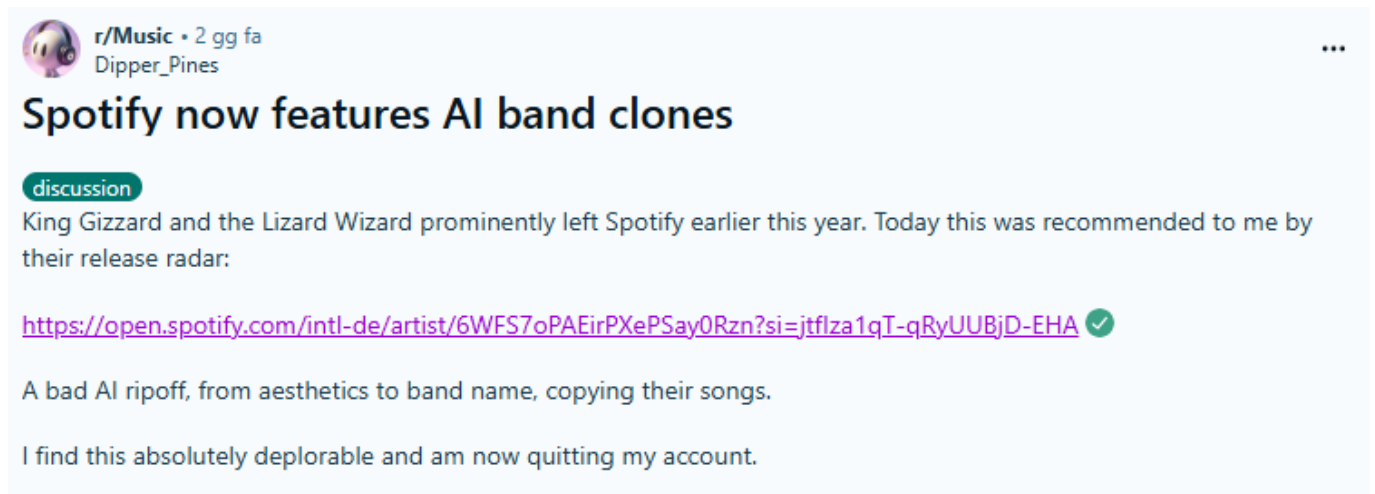 r/Music • 2 gg fa
Dipper_Pines
Spotify now features AI band clones
discussion
King Gizzard and the Lizard Wizard prominently left Spotify earlier this year. Today this was recommended to me by
their release radar:
https://open.spotify.com/intl-de/artist/6WFS7oPAEirPXePSay0Rzn?si=jtflza1qT-qRyUUBjD-EHA
A bad AI ripoff, from aesthetics to band name, copying their songs.
I find this absolutely deplorable and am now quitting my account.